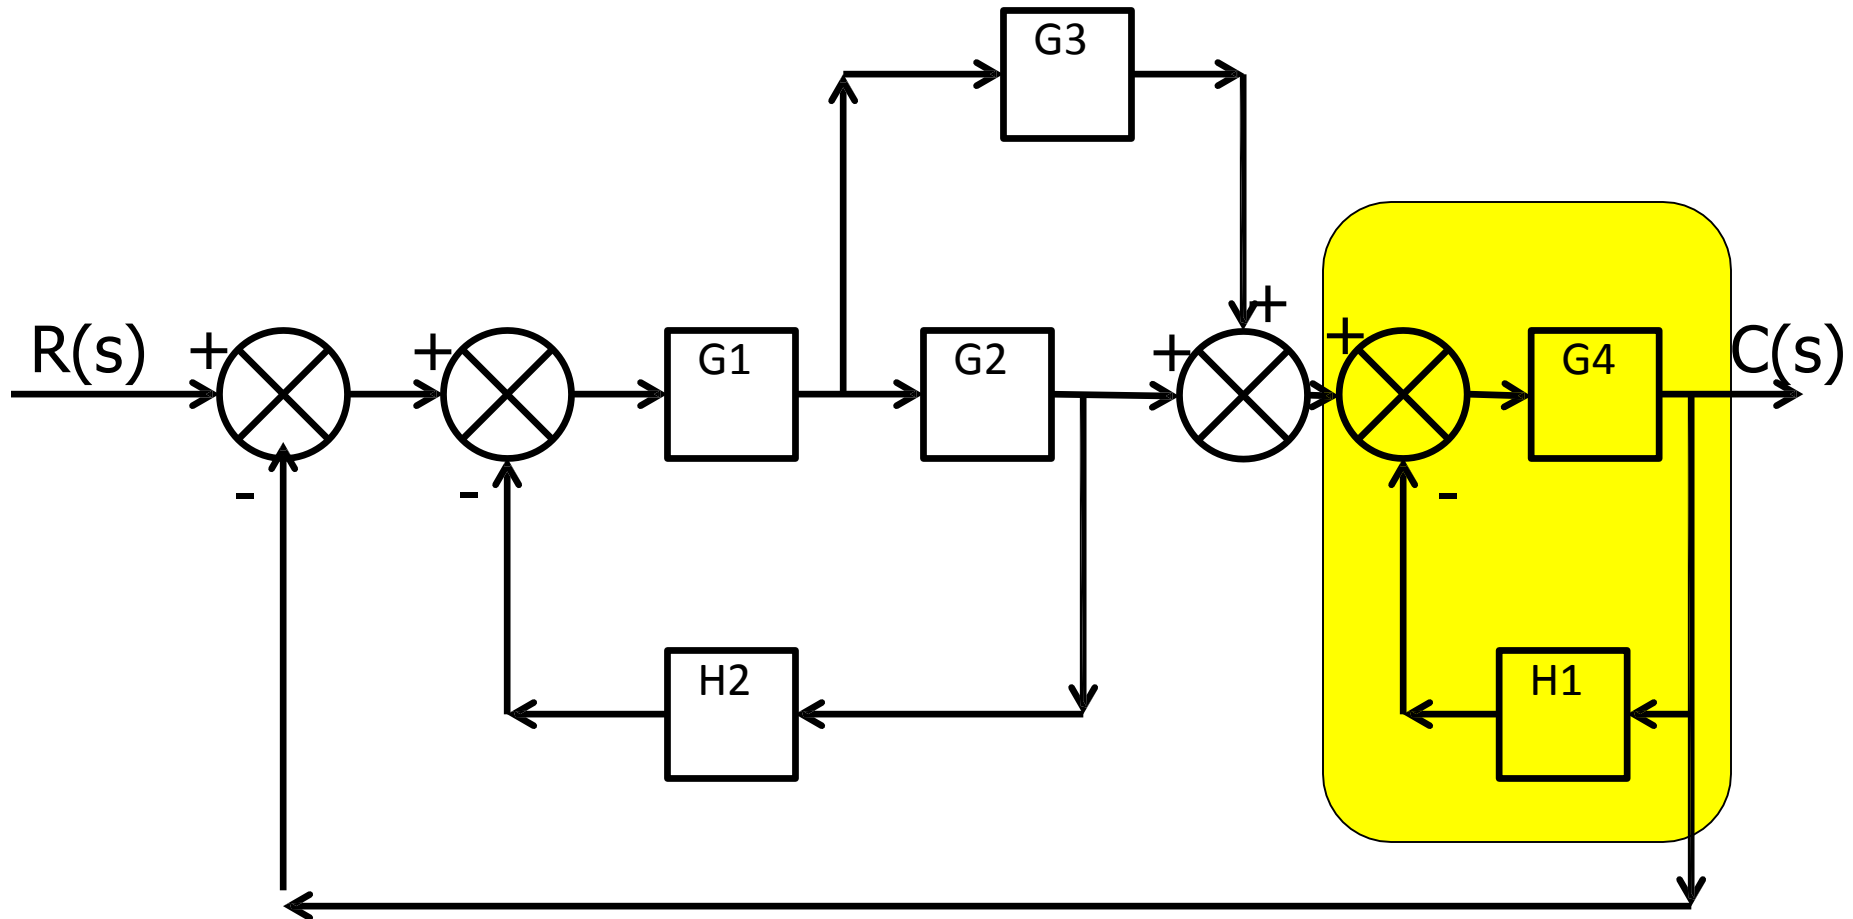 G3
R(s)
+
-
+
-
G1
G2
+
+
+
-
G4
C(s)
H2
H1